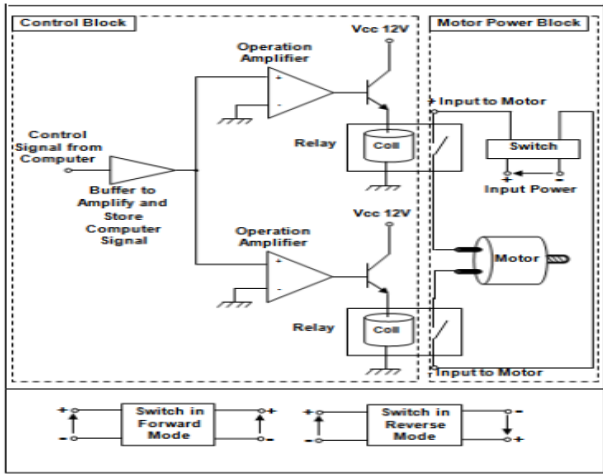 Control Block
Motor Power Block
Vcc 12V
Operation
Amplifier
+
-
+ Input to Motor
Control
Signal from
Computer
Relay
Coil
Switch
+ -
Input Power
Buffer to
Amplify and
Store
Computer
Signal
Vcc 12V
Operation
Amplifier
+
-
Motor
Relay
Coil
- Input to Motor
+ Switch in + + Switch in -
Forward Reverse
- Mode - - Mode +